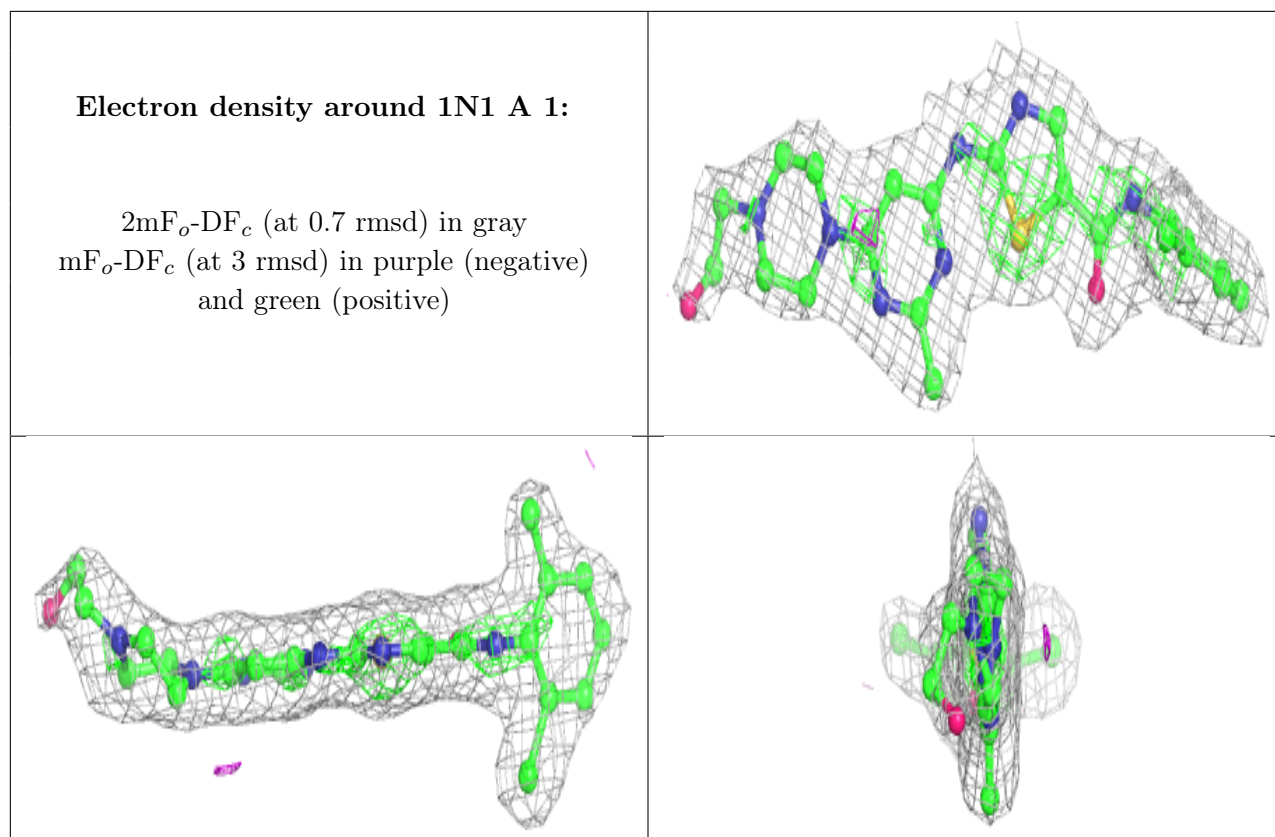 Electron density around 1N1 A 1:
2mFo-DFc (at 0.7 rmsd) in gray
mFo-DFc (at 3 rmsd) in purple (negative)
and green (positive)